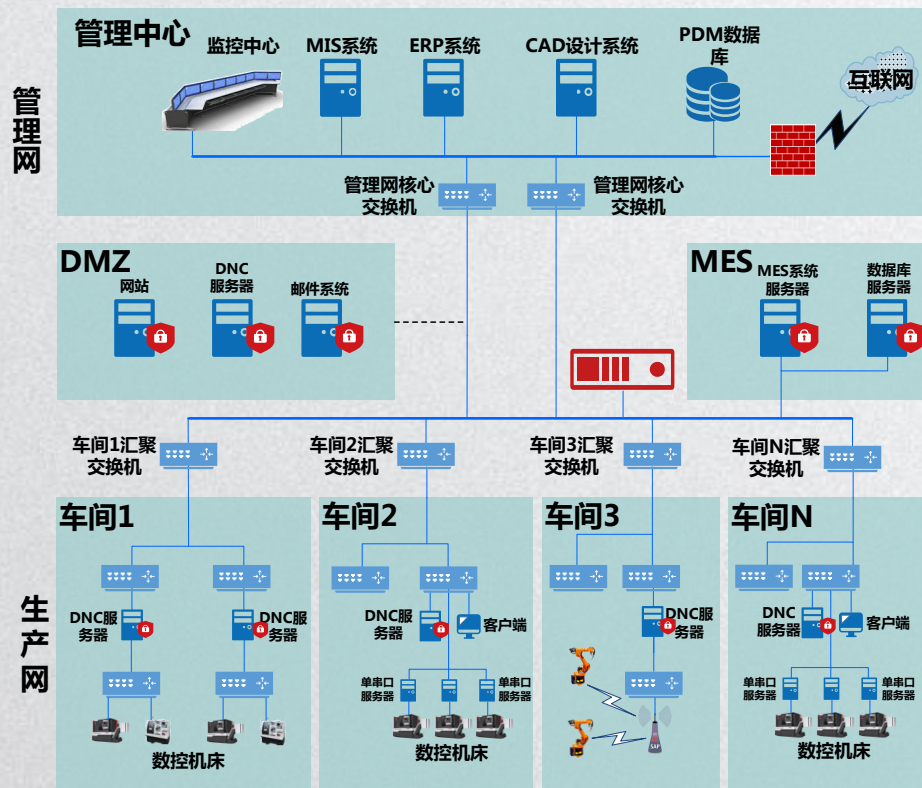 管理网
管理中心
监控中心
MIS系统
ERP系统
CAD设计系统
PDM数据
库
互联网
管理网核心
交换机
管理网核心
交换机
DMZ
网站
DNC
服务器
邮件系统
MES
MES系统
服务器
数据库
服务器
车间1汇聚
交换机
车间2汇聚
交换机
车间3汇聚
交换机
车间N汇聚
交换机
生产网
车间1
DNC服
务器
DNC服
务器
数控机床
车间2
DNC服
务器
客户端
单串口
服务器
单串口
服务器
数控机床
车间3
DNC服
务器
SAP
车间N
DNC
服务器
客户端
单串口
服务器
单串口
服务器
数控机床